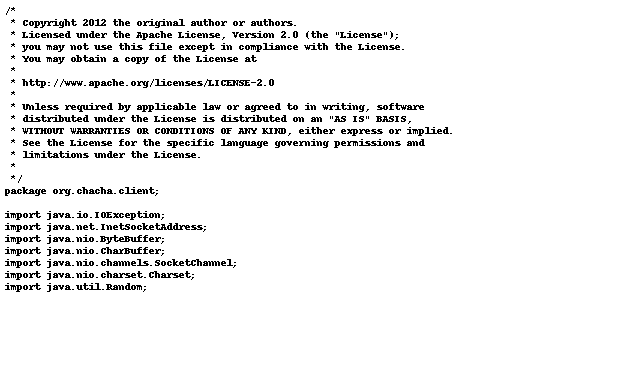 /*
 * Copyright 2012 the original author or authors.
 * Licensed under the Apache License, Version 2.0 (the "License");
 * you may not use this file except in compliance with the License.
 * You may obtain a copy of the License at
 *
 * http://www.apache.org/licenses/LICENSE-2.0
 *
 * Unless required by applicable law or agreed to in writing, software
 * distributed under the License is distributed on an "AS IS" BASIS,
 * WITHOUT WARRANTIES OR CONDITIONS OF ANY KIND, either express or implied.
 * See the License for the specific language governing permissions and
 * limitations under the License.
 *
 */
package org.chacha.client;

import java.io.IOException;
import java.net.InetSocketAddress;
import java.nio.ByteBuffer;
import java.nio.CharBuffer;
import java.nio.channels.SocketChannel;
import java.nio.charset.Charset;
import java.util.Random;